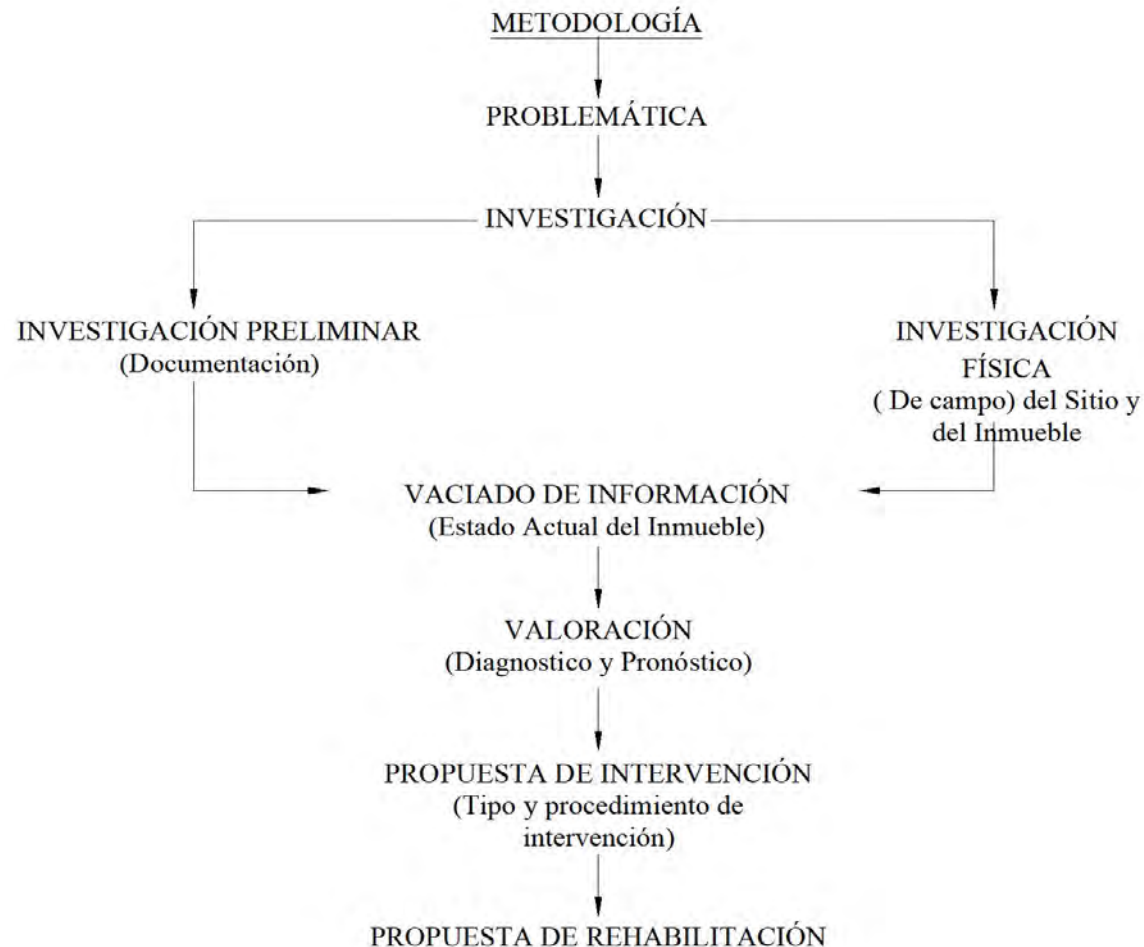 METODOLOGÍA
PROBLEMÁTICA
INVESTIGACIÓN
INVESTIGACIÓN PRELIMINAR
(Documentación)
INVESTIGACIÓN
FÍSICA
( De campo) del Sitio y
del Inmueble
VACIADO DE INFORMACIÓN
(Estado Actual del Inmueble)
VALORACIÓN
(Diagnostico y Pronóstico)
PROPUESTA DE INTERVENCIÓN
(Tipo y procedimiento de
intervención)
PROPUESTA DE REHABILITACIÓN